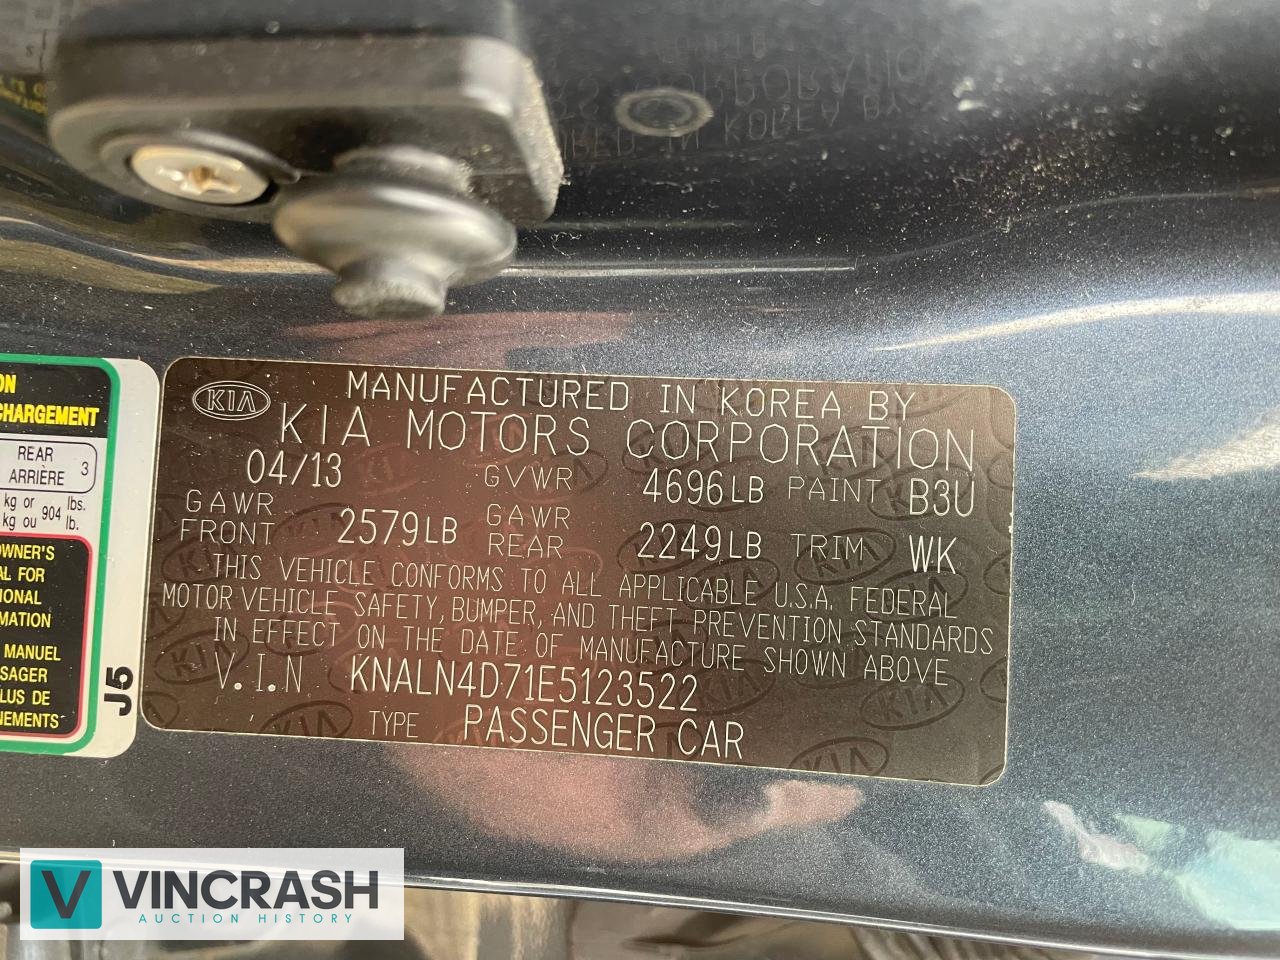 ON
CHARGEMENT
REAR
ARRIÈRE 3
kg or lbs.
kg ou 904 lb.
OWNER'S
AL FOR
IONAL
MATION
MANUEL
SAGER
LUS DE
NEMENTS
J5
KIA
MANUFACTURED IN KOREA BY
KIA MOTORS CORPORATION
04/13 GVWR 4696LB PAINT B3U
GAWR FRONT 2579LB GAWR REAR 2249LB TRIM WK
THIS VEHICLE CONFORMS TO ALL APPLICABLE U.S.A. FEDERAL
MOTOR VEHICLE SAFETY, BUMPER, AND THEFT PREVENTION STANDARDS
IN EFFECT ON THE DATE OF MANUFACTURE SHOWN ABOVE
V.I.N KNALN4D71E5123522
TYPE PASSENGER CAR
V VINCRASH
AUCTION HISTORY